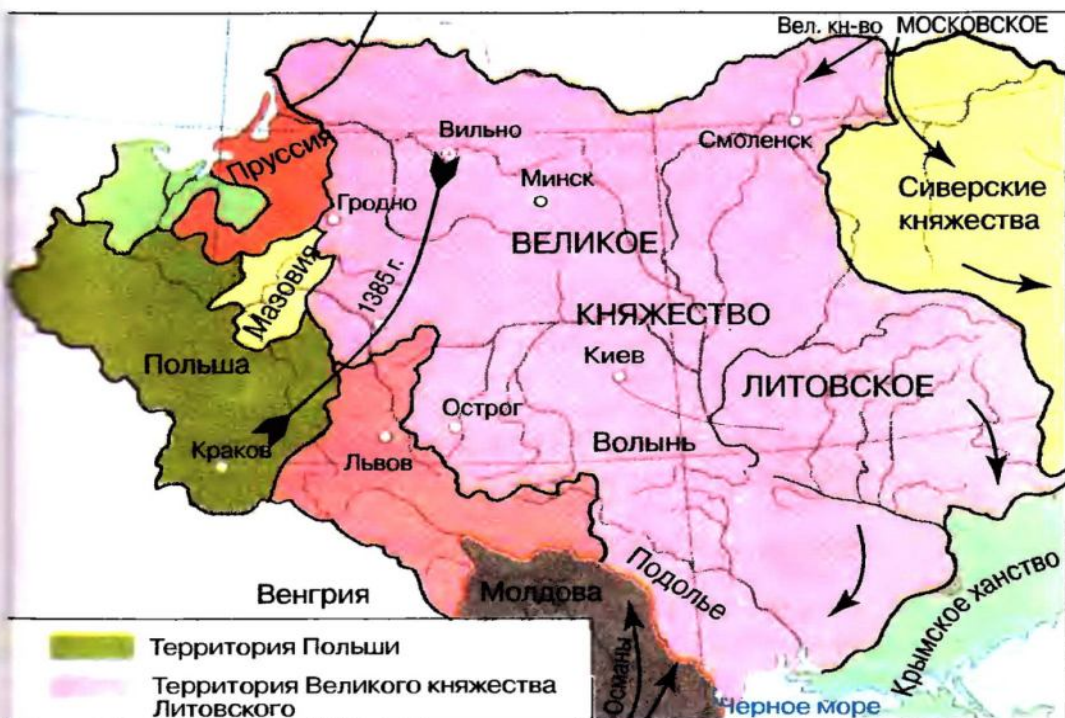 Вел. кн-во МОСКОВСКОЕ
Вильно
Смоленск
Пруссия
Минск
Сиверские
княжества
Гродно
ВЕЛИКОЕ
Мазовия
1385 г.
КНЯЖЕСТВО
Польша
Киев
ЛИТОВСКОЕ
Острог
Волынь
Краков
Львов
Подолье
Венгрия
Молдова
Крымское ханство
Османы
Черное море
Территория Польши
Территория Великого княжества
Литовского